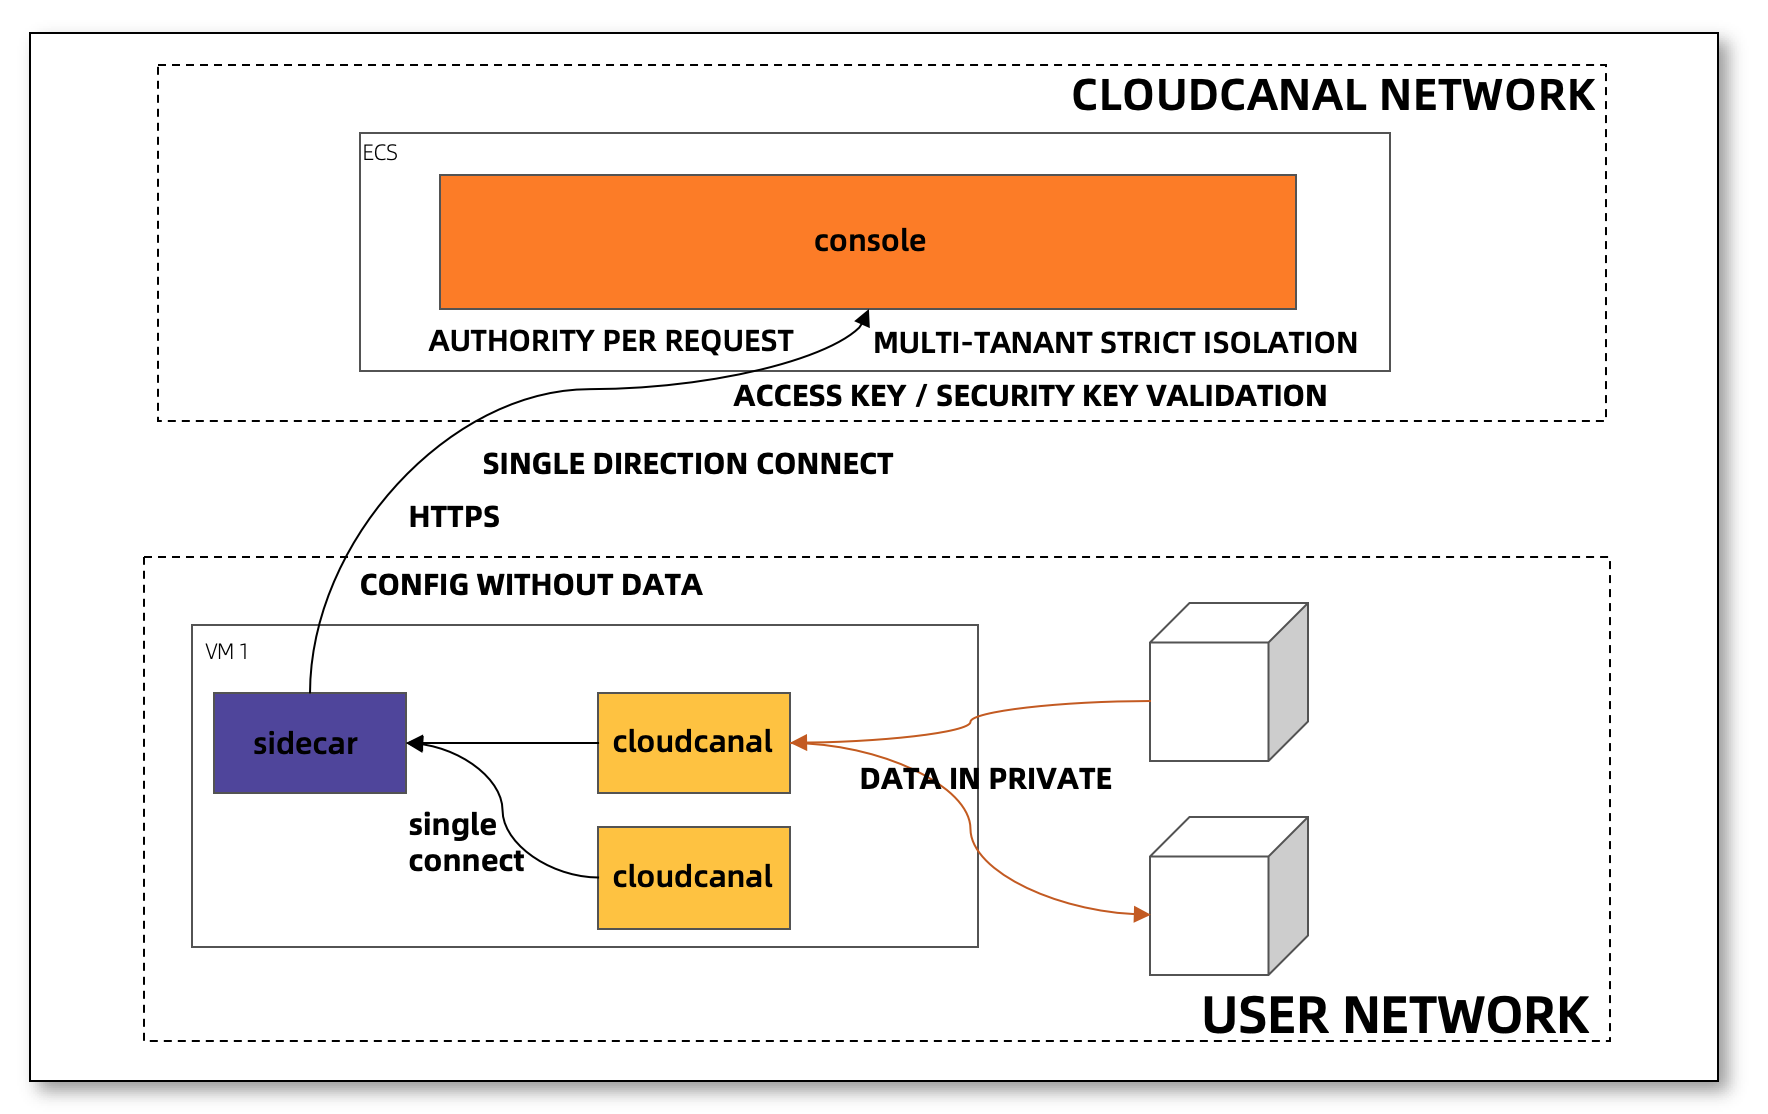 CLOUDCANAL NETWORK
ECS
console
AUTHORITY PER REQUEST
MULTI-TANANT STRICT ISOLATION
ACCESS KEY / SECURITY KEY VALIDATION
SINGLE DIRECTION CONNECT
HTTPS
CONFIG WITHOUT DATA
VM 1
sidecar
cloudcanal
DATA IN PRIVATE
single
connect
cloudcanal
USER NETWORK